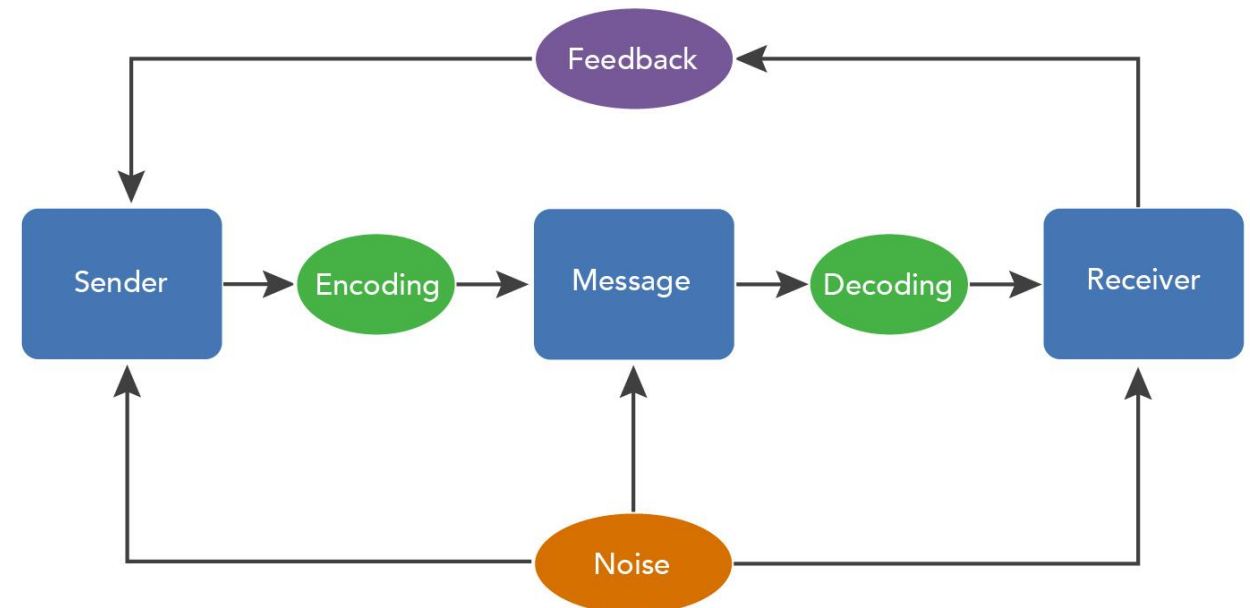 Feedback
Sender
Encoding
Message
Decoding
Receiver
Noise